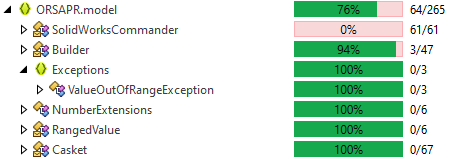 ORSAPR.model 76% 64/265
SolidWorksCommander 0% 61/61
Builder 94% 3/47
Exceptions 100% 0/3
ValueOutOfRangeException 100% 0/3
NumberExtensions 100% 0/6
RangedValue 100% 0/6
Casket 100% 0/67